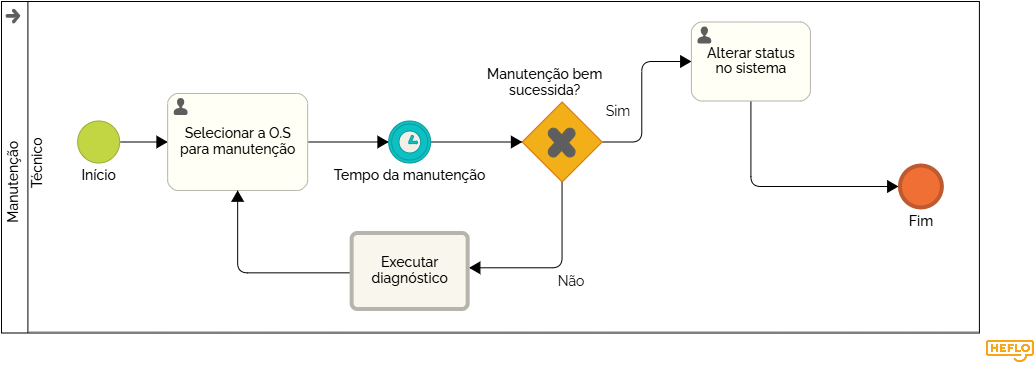 Manutenção
Técnico
Início
Selecionar a O.S
para manutenção
Tempo da manutenção
Manutenção bem
sucessida?
Sim
Não
Executar
diagnóstico
Alterar status
no sistema
Fim
HEFLO